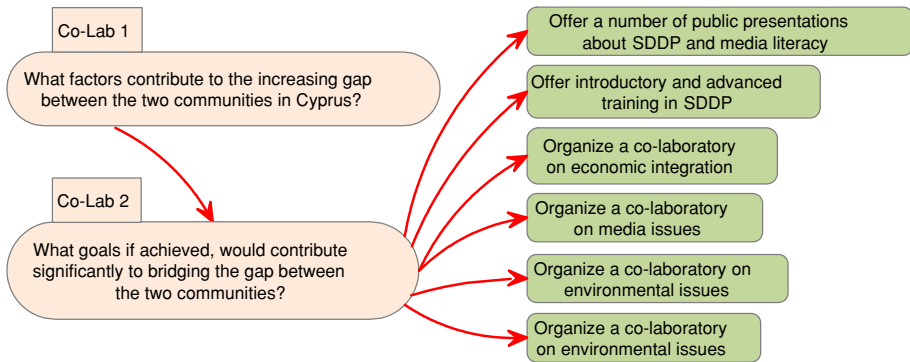 Co-Lab 1
What factors contribute to the increasing gap
between the two communities in Cyprus?
Co-Lab 2
What goals if achieved, would contribute
significantly to bridging the gap between
the two communities?
Offer a number of public presentations
about SDDP and media literacy
Offer introductory and advanced
training in SDDP
Organize a co-laboratory
on economic integration
Organize a co-laboratory
on media issues
Organize a co-laboratory on
environmental issues
Organize a co-laboratory
on environmental issues